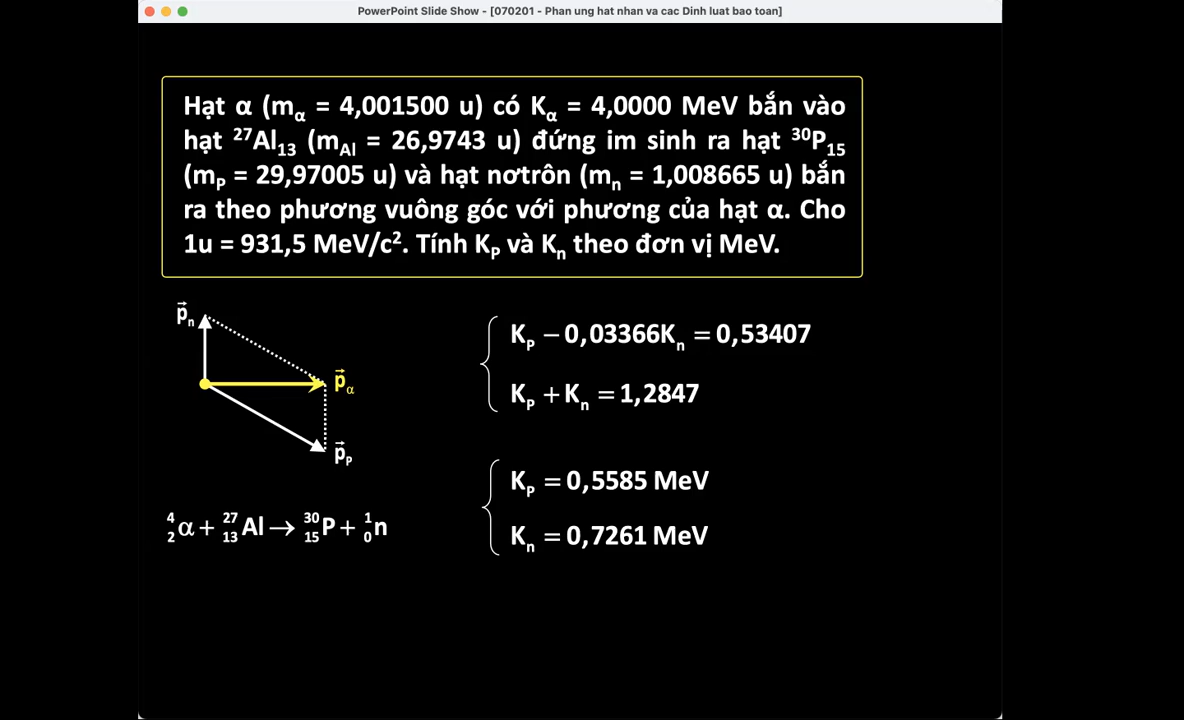 PowerPoint Slide Show - [070201 - Phan ung hat nhan va cac Dinh luat bao toan]
Hạt α (mα = 4,001500 u) có Kα = 4,0000 MeV bắn vào
hạt ²⁷Al₁₃ (mAl = 26,9743 u) đứng im sinh ra hạt ³⁰P₁₅
(mP = 29,97005 u) và hạt nơtrôn (mn = 1,008665 u) bắn
ra theo phương vuông góc với phương của hạt α. Cho
1u = 931,5 MeV/c². Tính KP và Kn theo đơn vị MeV.
p⃗n
p⃗α
p⃗P
⁴₂α + ²⁷₁₃Al → ³⁰₁₅P + ¹₀n
KP − 0,03366Kn = 0,53407
KP + Kn = 1,2847
KP = 0,5585 MeV
Kn = 0,7261 MeV